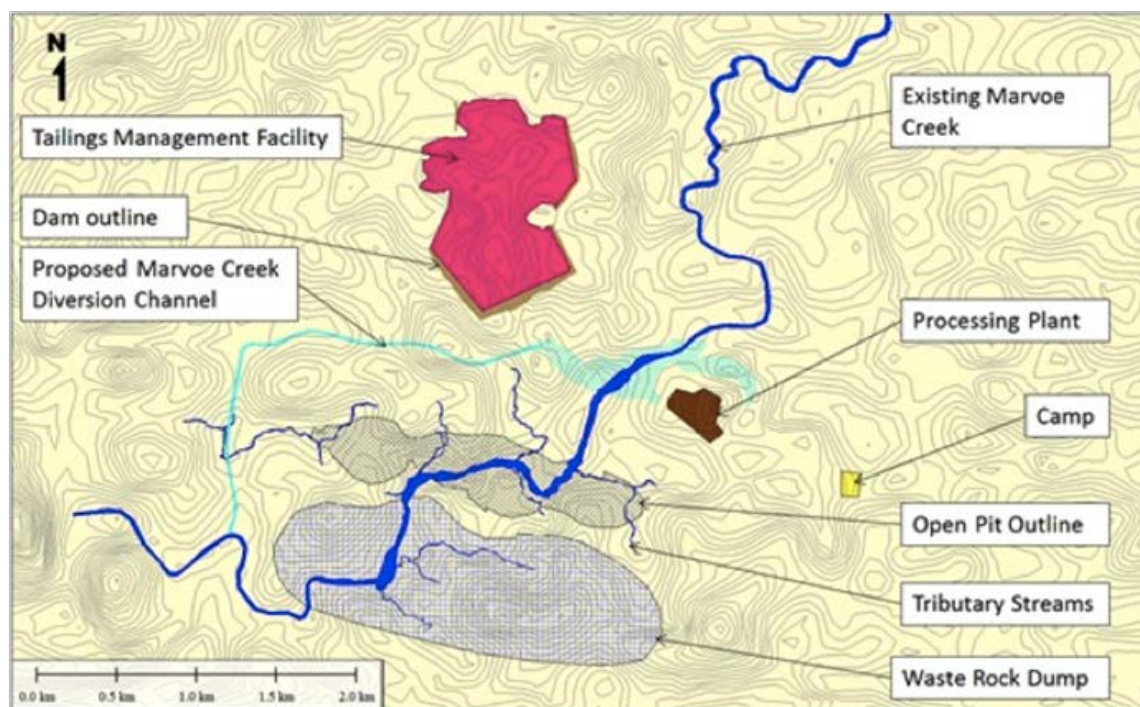 N
Tailings Management Facility
Dam outline
Proposed Marvoe Creek
Diversion Channel
Existing Marvoe
Creek
Processing Plant
Camp
Open Pit Outline
Tributary Streams
Waste Rock Dump
0.0 km 0.5 km 1.0 km 1.5 km 2.0 km